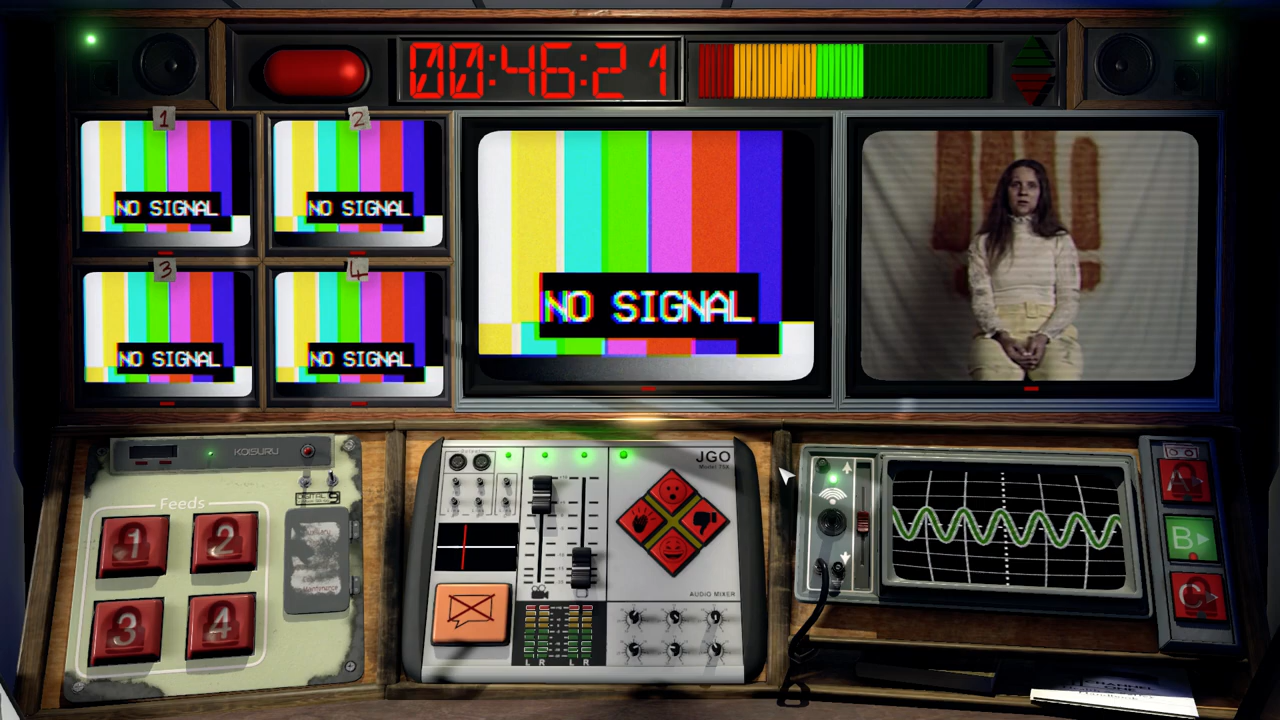 00:46:21
1
2
NO SIGNAL
NO SIGNAL
NO SIGNAL
3
4
NO SIGNAL
NO SIGNAL
KOISURU
Feeds
1
2
3
4
JGO
AUDIO MIXER
L R
L R
A
B
C